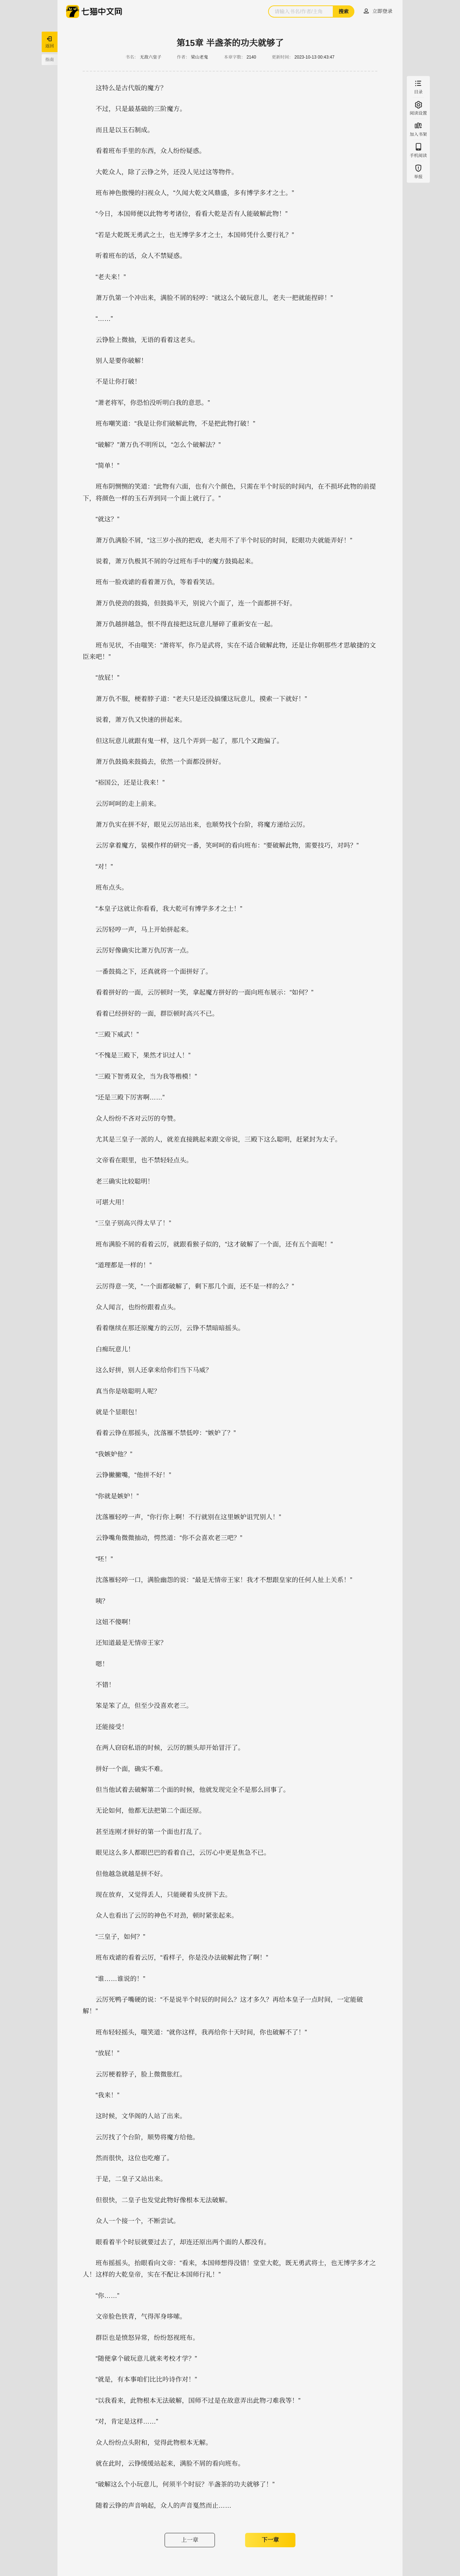 七猫中文网
请输入书名/作者/主角
搜索
立即登录
返回
书页
目录
阅读设置
加入书架
手机阅读
举报
第15章 半盏茶的功夫就够了
书名： 无敌六皇子 作者： 梁山老鬼 本章字数： 2140 更新时间： 2023-10-13 00:43:47
这特么是古代版的魔方？
不过，只是最基础的三阶魔方。
而且是以玉石制成。
看着班布手里的东西，众人纷纷疑惑。
大乾众人，除了云铮之外，还没人见过这等物件。
班布神色傲慢的扫视众人，“久闻大乾文风鼎盛，多有博学多才之士。”
“今日，本国师便以此物考考诸位，看看大乾是否有人能破解此物！”
“若是大乾既无勇武之士，也无博学多才之士，本国师凭什么要行礼？”
听着班布的话，众人不禁疑惑。
“老夫来！”
萧万仇第一个冲出来，满脸不屑的轻哼：“就这么个破玩意儿，老夫一把就能捏碎！”
“……”
云铮脸上微抽，无语的看着这老头。
别人是要你破解！
不是让你打破！
“萧老将军，你恐怕没听明白我的意思。”
班布嘲笑道：“我是让你们破解此物，不是把此物打破！”
“破解？”萧万仇不明所以，“怎么个破解法？”
“简单！”
班布阴恻恻的笑道：“此物有六面，也有六个颜色，只需在半个时辰的时间内，在不损坏此物的前提
下，将颜色一样的玉石弄到同一个面上就行了。”
“就这？”
萧万仇满脸不屑，“这三岁小孩的把戏，老夫用不了半个时辰的时间，眨眼功夫就能弄好！”
说着，萧万仇极其不屑的夺过班布手中的魔方鼓捣起来。
班布一脸戏谑的看着萧万仇，等着看笑话。
萧万仇使劲的鼓捣，但鼓捣半天，别说六个面了，连一个面都拼不好。
萧万仇越拼越急，恨不得直接把这玩意儿掰碎了重新安在一起。
班布见状，不由嗤笑：“萧将军，你乃是武将，实在不适合破解此物，还是让你朝那些才思敏捷的文
臣来吧！”
“放屁！”
萧万仇不服，梗着脖子道：“老夫只是还没搞懂这玩意儿，摸索一下就好！”
说着，萧万仇又快速的拼起来。
但这玩意儿就跟有鬼一样，这几个弄到一起了，那几个又跑偏了。
萧万仇鼓捣来鼓捣去，依然一个面都没拼好。
“裕国公，还是让我来！”
云厉呵呵的走上前来。
萧万仇实在拼不好，眼见云厉站出来，也顺势找个台阶，将魔方递给云厉。
云厉拿着魔方，装模作样的研究一番，笑呵呵的看向班布：“要破解此物，需要技巧，对吗？”
“对！”
班布点头。
“本皇子这就让你看看，我大乾可有博学多才之士！”
云厉轻哼一声，马上开始拼起来。
云厉好像确实比萧万仇厉害一点。
一番鼓捣之下，还真就将一个面拼好了。
看着拼好的一面，云厉顿时一笑，拿起魔方拼好的一面向班布展示：“如何？”
看着已经拼好的一面，群臣顿时高兴不已。
“三殿下威武！”
“不愧是三殿下，果然才识过人！”
“三殿下智勇双全，当为我等楷模！”
“还是三殿下厉害啊……”
众人纷纷不吝对云厉的夸赞。
尤其是三皇子一派的人，就差直接跳起来跟文帝说，三殿下这么聪明，赶紧封为太子。
文帝看在眼里，也不禁轻轻点头。
老三确实比较聪明！
可堪大用！
“三皇子别高兴得太早了！”
班布满脸不屑的看着云厉，就跟看猴子似的，“这才破解了一个面，还有五个面呢！”
“道理都是一样的！”
云厉得意一笑，“一个面都破解了，剩下那几个面，还不是一样的么？”
众人闻言，也纷纷跟着点头。
看着继续在那还原魔方的云厉，云铮不禁暗暗摇头。
白痴玩意儿！
这么好拼，别人还拿来给你们当下马威？
真当你是啥聪明人呢？
就是个显眼包！
看着云铮在那摇头，沈落雁不禁低哼：“嫉妒了？”
“我嫉妒他？”
云铮撇撇嘴，“他拼不好！”
“你就是嫉妒！”
沈落雁轻哼一声，“你行你上啊！不行就别在这里嫉妒诅咒别人！”
云铮嘴角微微抽动，愕然道：“你不会喜欢老三吧？”
“呸！”
沈落雁轻啐一口，满脸幽怨的说：“最是无情帝王家！我才不想跟皇家的任何人扯上关系！”
咦？
这妞不傻啊！
还知道最是无情帝王家？
嗯！
不错！
笨是笨了点，但至少没喜欢老三。
还能接受！
在两人窃窃私语的时候，云厉的额头却开始冒汗了。
拼好一个面，确实不难。
但当他试着去破解第二个面的时候，他就发现完全不是那么回事了。
无论如何，他都无法把第二个面还原。
甚至连刚才拼好的第一个面也打乱了。
眼见这么多人都眼巴巴的看着自己，云厉心中更是焦急不已。
但他越急就越是拼不好。
现在放弃，又觉得丢人，只能硬着头皮拼下去。
众人也看出了云厉的神色不对劲，顿时紧张起来。
“三皇子，如何？”
班布戏谑的看着云厉，“看样子，你是没办法破解此物了啊！”
“谁……谁说的！”
云厉死鸭子嘴硬的说：“不是说半个时辰的时间么？这才多久？再给本皇子一点时间，一定能破
解！”
班布轻轻摇头，嗤笑道：“就你这样，我再给你十天时间，你也破解不了！”
“放屁！”
云厉梗着脖子，脸上微微胀红。
“我来！”
这时候，文华阁的人站了出来。
云厉找了个台阶，顺势将魔方给他。
然而很快，这位也吃瘪了。
于是，二皇子又站出来。
但很快，二皇子也发觉此物好像根本无法破解。
众人一个接一个，不断尝试。
眼看着半个时辰就要过去了，却连还原出两个面的人都没有。
班布摇摇头，抬眼看向文帝：“看来，本国师想得没错！堂堂大乾，既无勇武将士，也无博学多才之
人！这样的大乾皇帝，实在不配让本国师行礼！”
“你……”
文帝脸色铁青，气得浑身哆嗦。
群臣也是愤怒异常，纷纷怒视班布。
“随便拿个破玩意儿就来考校才学？”
“就是，有本事咱们比比吟诗作对！”
“以我看来，此物根本无法破解，国师不过是在故意弄出此物刁难我等！”
“对，肯定是这样……”
众人纷纷点头附和，觉得此物根本无解。
就在此时，云铮缓缓站起来，满脸不屑的看向班布。
“破解这么个小玩意儿，何须半个时辰？半盏茶的功夫就够了！”
随着云铮的声音响起，众人的声音戛然而止……
上一章
下一章